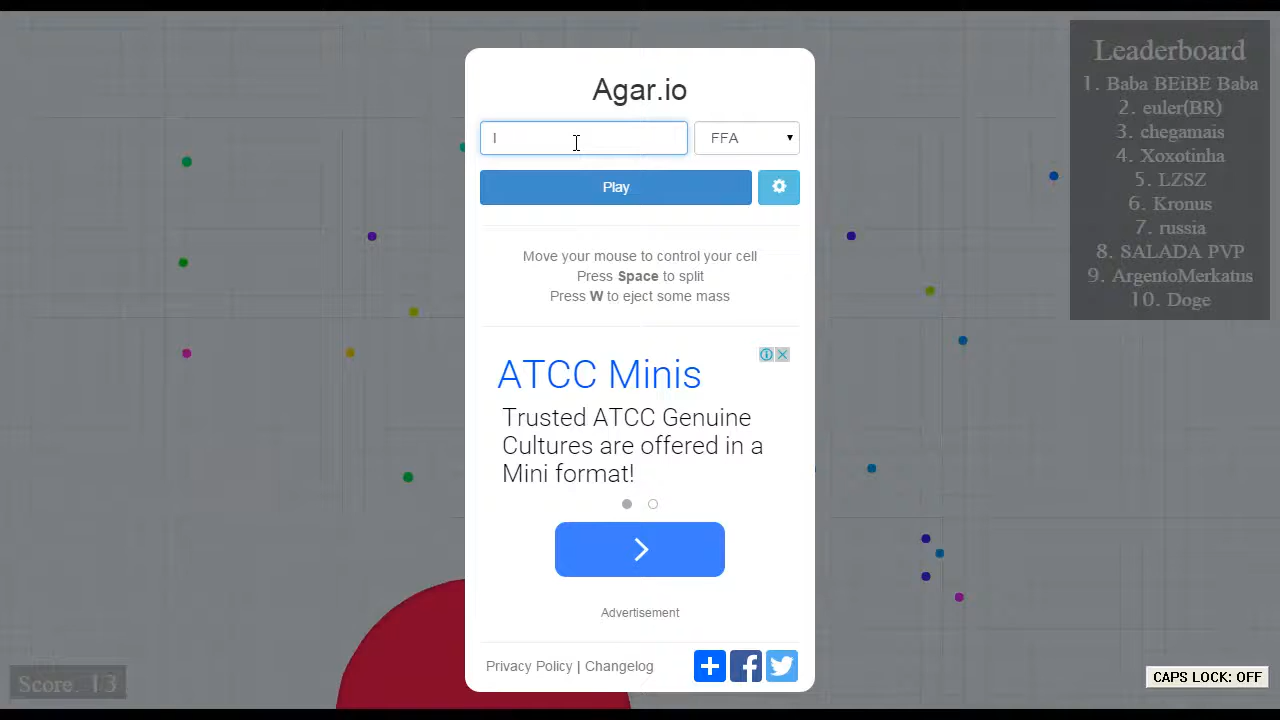 Agar.io
I
FFA
Play
Move your mouse to control your cell
Press Space to split
Press W to eject some mass
ATCC Minis
Trusted ATCC Genuine
Cultures are offered in a
Mini format!
Advertisement
Privacy Policy | Changelog
Leaderboard
1. Baba BEiBE Baba
2. euler(BR)
3. chegamais
4. Xoxotinha
5. LZSZ
6. Kronus
7. russia
8. SALADA PVP
9. ArgentoMerkatus
10. Doge
Score: 13
CAPS LOCK: OFF